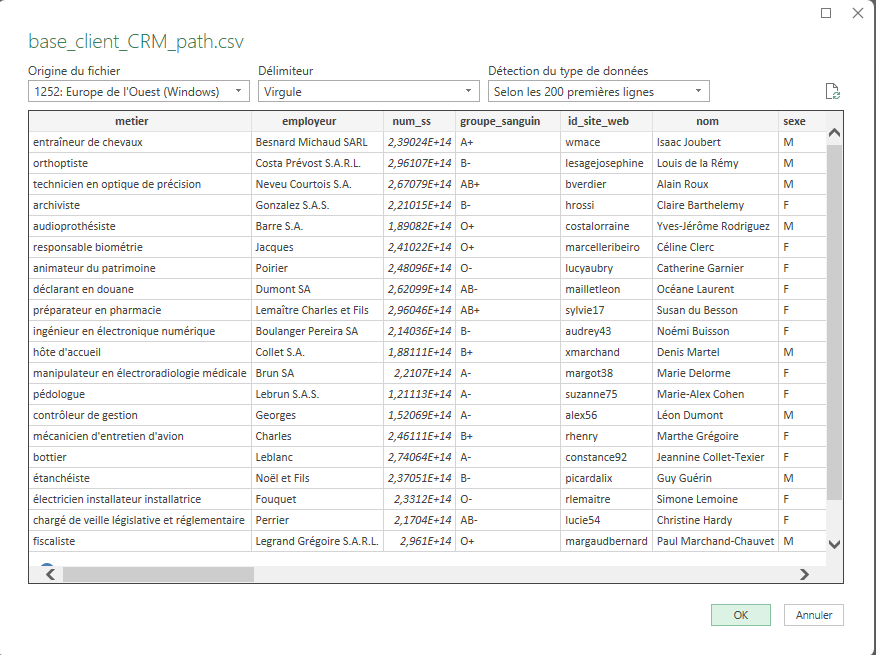 base_client_CRM_path.csv
Origine du fichier Délimiteur Détection du type de données
1252: Europe de l'Ouest (Windows) Virgule Selon les 200 premières lignes
metier employeur num_ss groupe_sanguin id_site_web nom sexe
entraîneur de chevaux Besnard Michaud SARL 2,39024E+14 A+ wmace Isaac Joubert M
orthoptiste Costa Prévost S.A.R.L. 2,96107E+14 B- lesagejosephine Louis de la Rémy M
technicien en optique de précision Neveu Courtois S.A. 2,67079E+14 AB+ bverdier Alain Roux M
archiviste Gonzalez S.A.S. 2,21015E+14 B- hrossi Claire Barthelemy F
audioprothésiste Barre S.A. 1,89082E+14 O+ costalorraine Yves-Jérôme Rodriguez M
responsable biométrie Jacques 2,41022E+14 O+ marcelleribeiro Céline Clerc F
animateur du patrimoine Poirier 2,48096E+14 O- lucyaubry Catherine Garnier F
déclarant en douane Dumont SA 2,62099E+14 AB- mailletleon Océane Laurent F
préparateur en pharmacie Lemaître Charles et Fils 2,96046E+14 AB+ sylvie17 Susan du Besson F
ingénieur en électronique numérique Boulanger Pereira SA 2,14036E+14 B- audrey43 Noémi Buisson F
hôte d'accueil Collet S.A. 1,88111E+14 B+ xmarchand Denis Martel M
manipulateur en électroradiologie médicale Brun SA 2,2107E+14 A- margot38 Marie Delorme F
pédologue Lebrun S.A.S. 1,21113E+14 A- suzanne75 Marie-Alex Cohen F
contrôleur de gestion Georges 1,52069E+14 A- alex56 Léon Dumont M
mécanicien d'entretien d'avion Charles 2,46111E+14 B+ rhenry Marthe Grégoire F
bottier Leblanc 2,74064E+14 A- constance92 Jeannine Collet-Texier F
étanchéiste Noël et Fils 2,37051E+14 B- picardalix Guy Guérin M
électricien installateur installatrice Fouquet 2,3312E+14 O- rlemaitre Simone Lemoine F
chargé de veille législative et réglementaire Perrier 2,1704E+14 AB- lucie54 Christine Hardy F
fiscaliste Legrand Grégoire S.A.R.L. 2,961E+14 O+ margaudbernard Paul Marchand-Chauvet M
OK Annuler